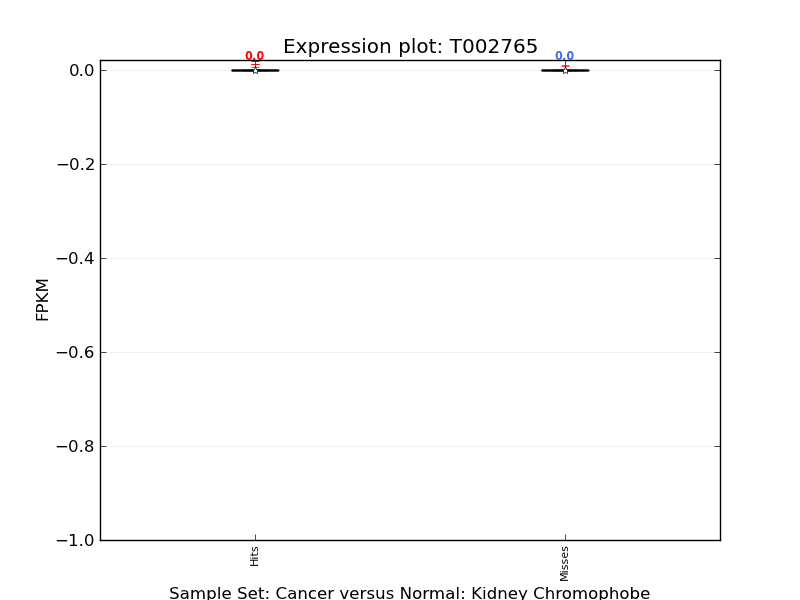 Expression plot: T002765
0.0 0.0
0.0
−0.2
−0.4
−0.6
−0.8
−1.0
FPKM
Hits
Misses
Sample Set: Cancer versus Normal: Kidney Chromophobe